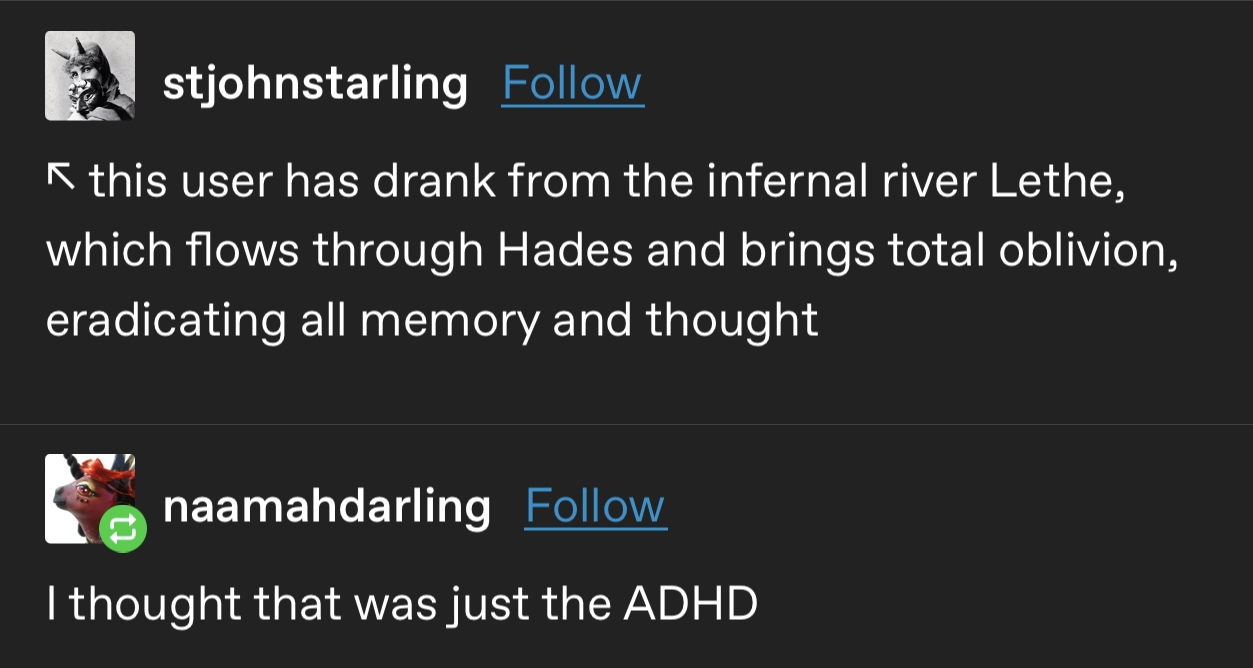 stjohnstarling Follow
↖ this user has drank from the infernal river Lethe,
which flows through Hades and brings total oblivion,
eradicating all memory and thought
naamahdarling Follow
I thought that was just the ADHD